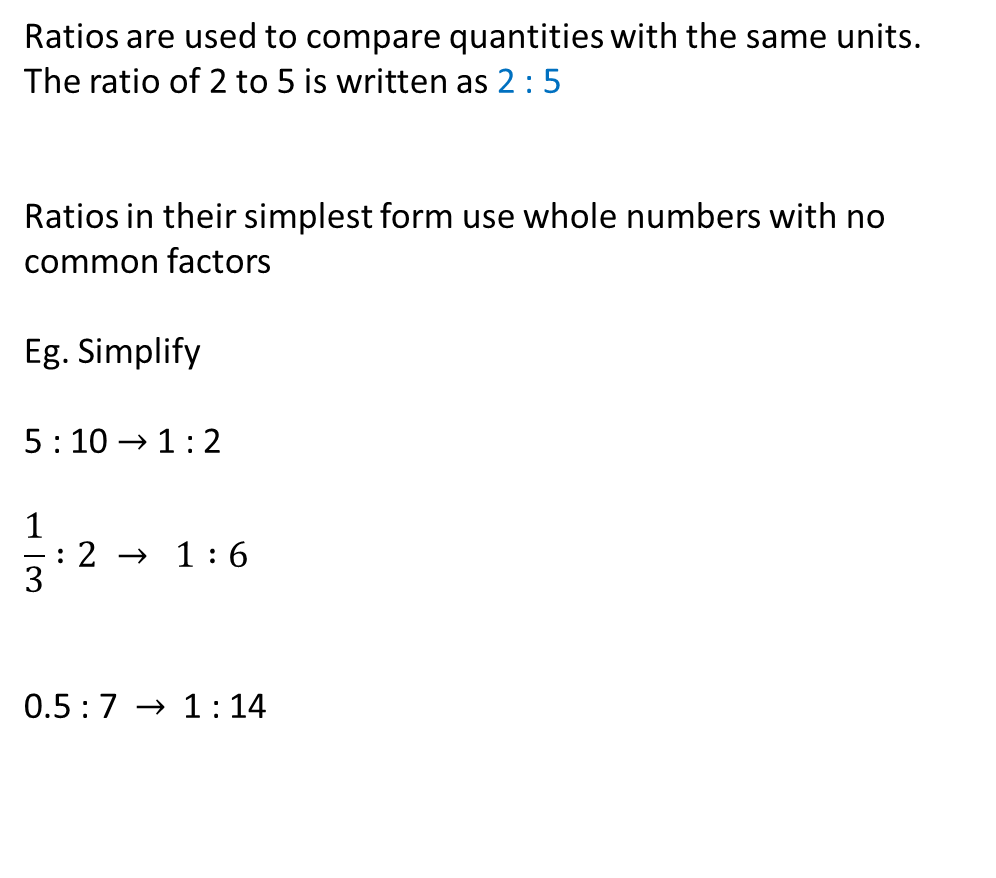 Ratios are used to compare quantities with the same units.
The ratio of 2 to 5 is written as 2 : 5
Ratios in their simplest form use whole numbers with no
common factors
Eg. Simplify
5 : 10 → 1 : 2
1/3 : 2 → 1 : 6
0.5 : 7 → 1 : 14